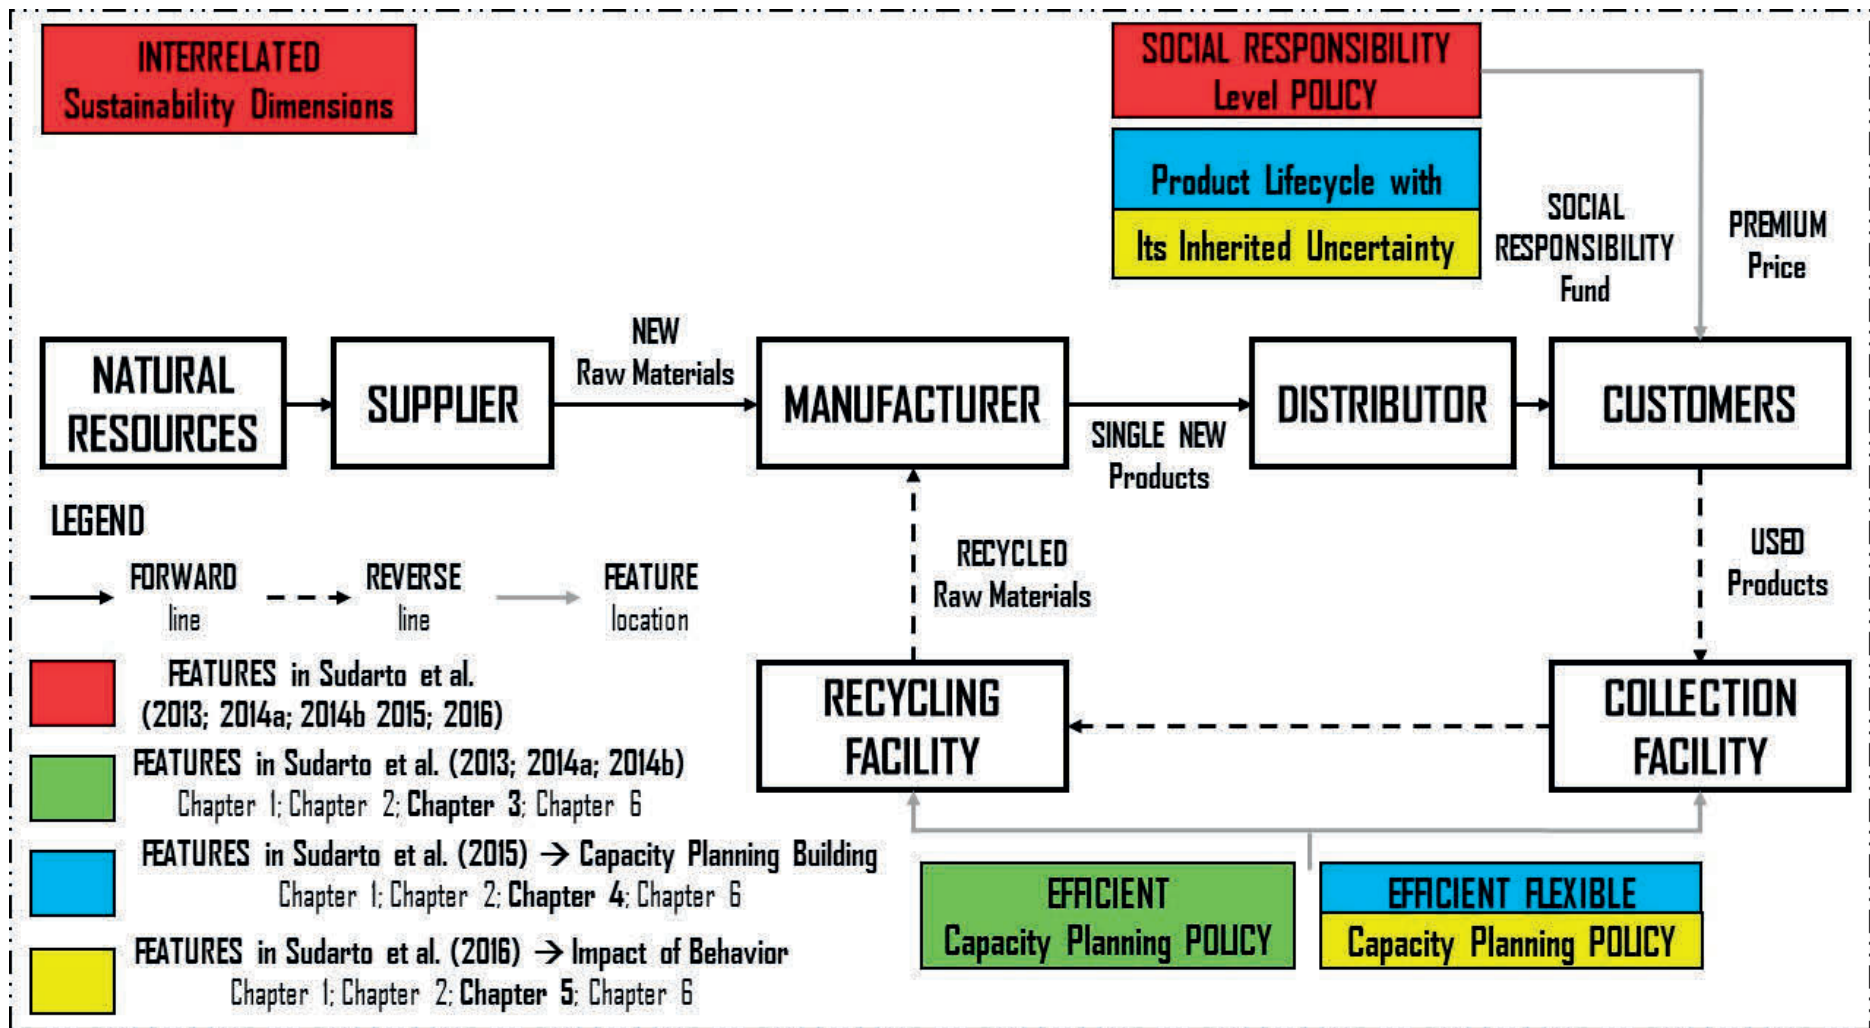 INTERRELATED
Sustainability Dimensions
SOCIAL RESPONSIBILITY
Level POLICY
Product Lifecycle with
Its Inherited Uncertainty
SOCIAL
RESPONSIBILITY
Fund
PREMIUM
Price
NATURAL
RESOURCES
SUPPLIER
NEW
Raw Materials
MANUFACTURER
SINGLE NEW
Products
DISTRIBUTOR
CUSTOMERS
LEGEND
FORWARD
line
REVERSE
line
FEATURE
location
RECYCLED
Raw Materials
USED
Products
FEATURES in Sudarto et al.
(2013; 2014a; 2014b 2015; 2016)
FEATURES in Sudarto et al. (2013; 2014a; 2014b)
Chapter 1; Chapter 2; Chapter 3; Chapter 6
FEATURES in Sudarto et al. (2015) → Capacity Planning Building
Chapter 1; Chapter 2; Chapter 4; Chapter 6
FEATURES in Sudarto et al. (2016) → Impact of Behavior
Chapter 1; Chapter 2; Chapter 5; Chapter 6
RECYCLING
FACILITY
COLLECTION
FACILITY
EFFICIENT
Capacity Planning POLICY
EFFICIENT FLEXIBLE
Capacity Planning POLICY